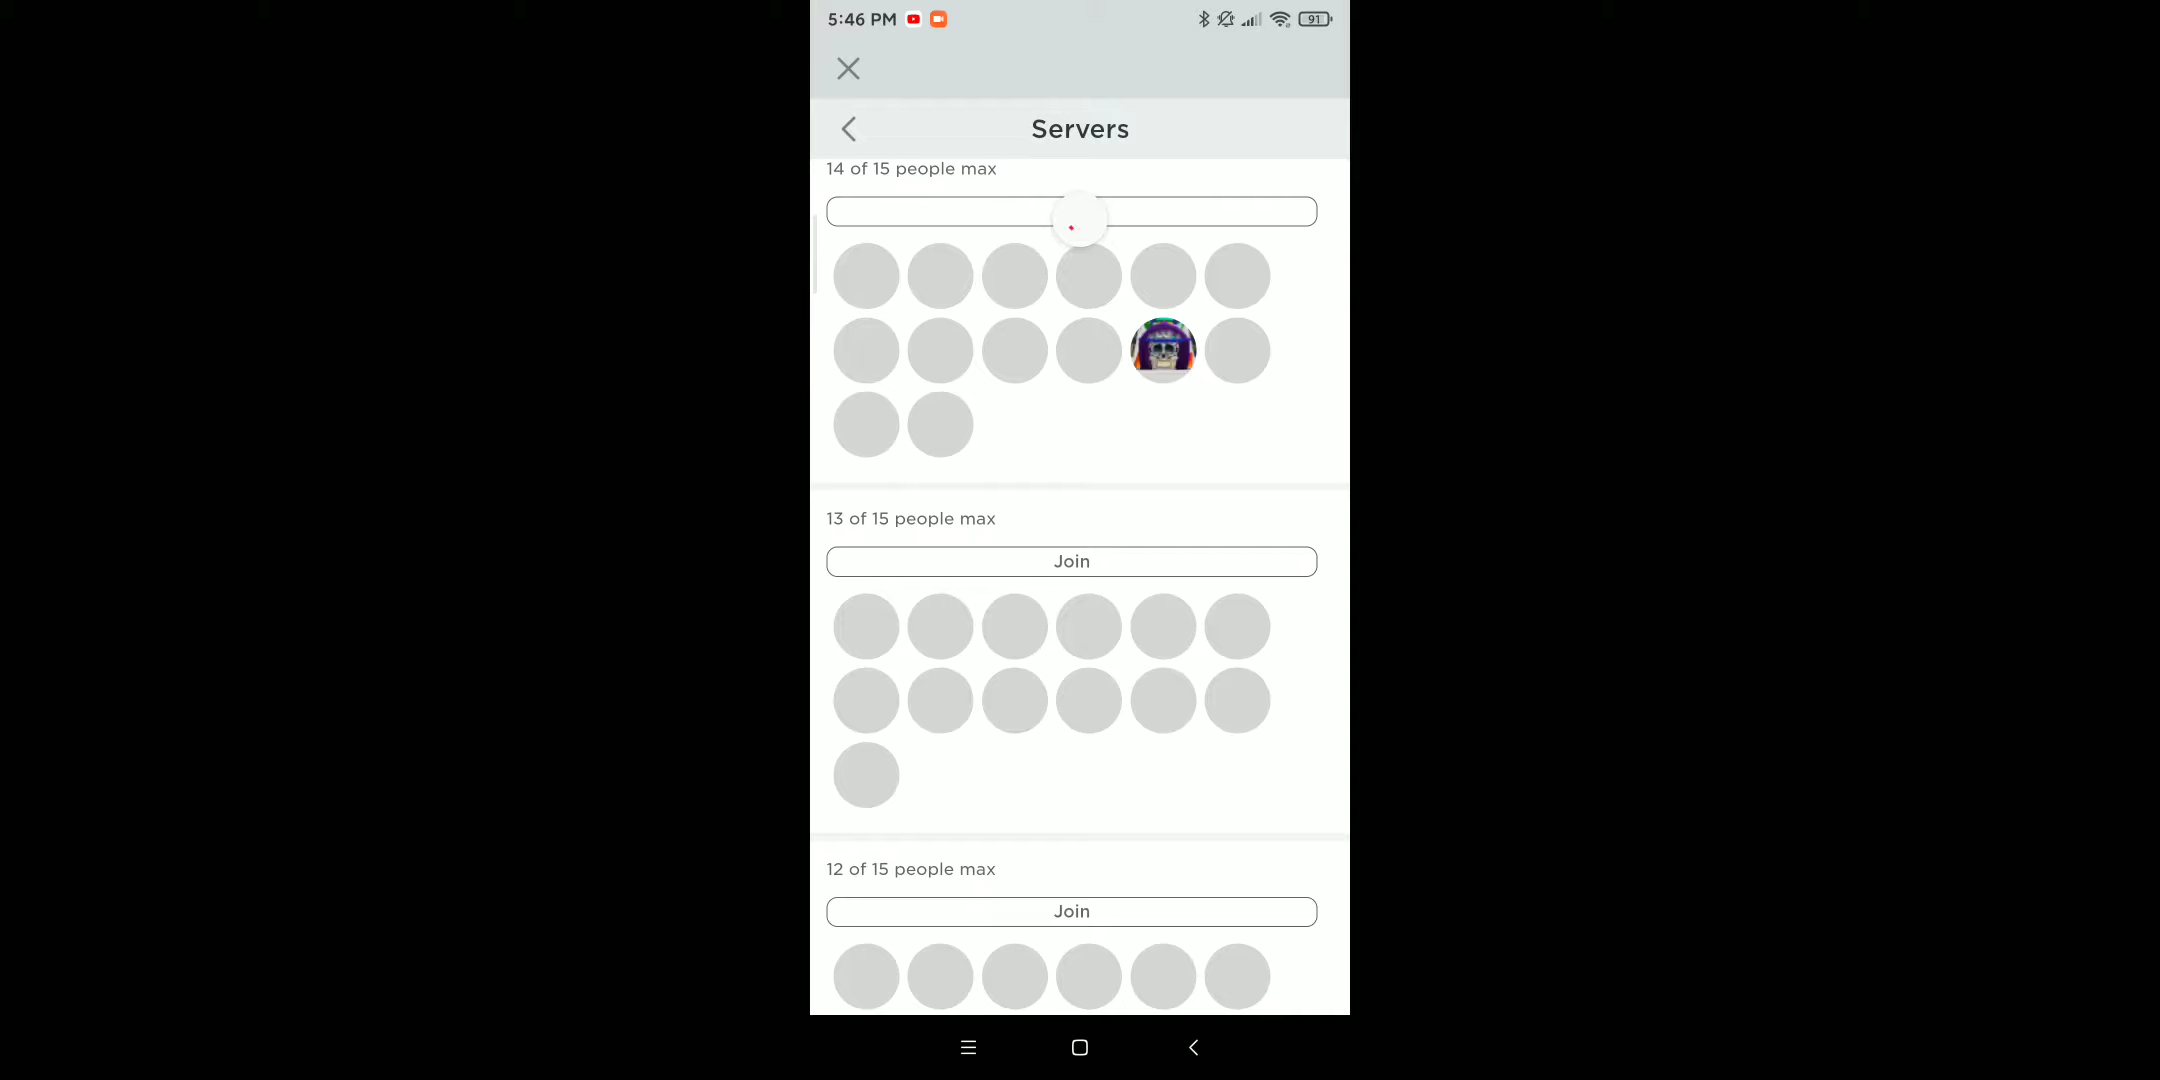 5:46 PM
91
Servers
14 of 15 people max
13 of 15 people max
Join
12 of 15 people max
Join